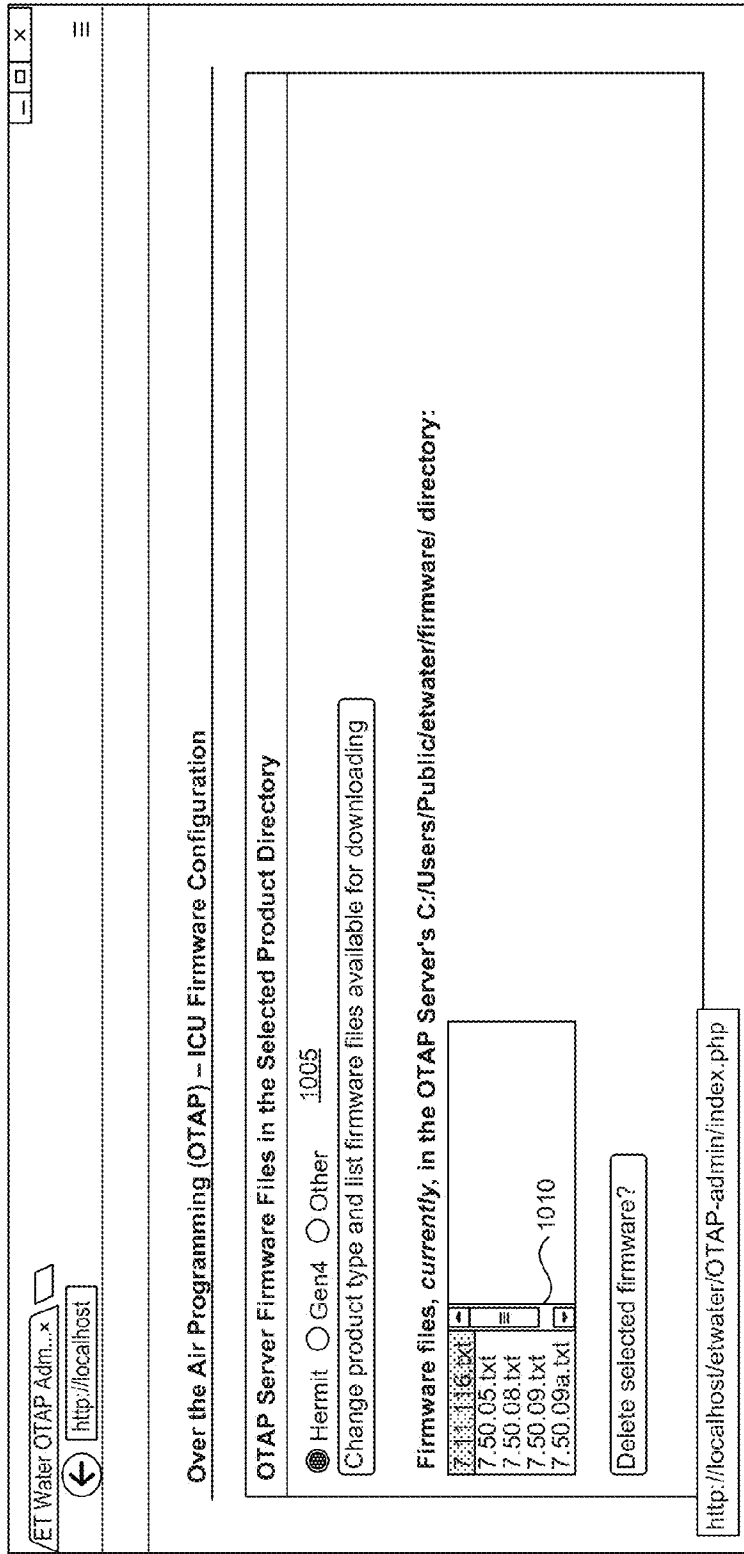 ET Water OTAP Adm...×
http://localhost
Over the Air Programming (OTAP) – ICU Firmware Configuration
OTAP Server Firmware Files in the Selected Product Directory
Hermit Gen4 Other 1005
Change product type and list firmware files available for downloading
Firmware files, currently, in the OTAP Server's C:/Users/Public/etwater/firmware/ directory:
7.11.116.txt
7.50.05.txt
7.50.08.txt
7.50.09.txt
7.50.09a.txt
1010
Delete selected firmware?
http://localhost/etwater/OTAP-admin/index.php